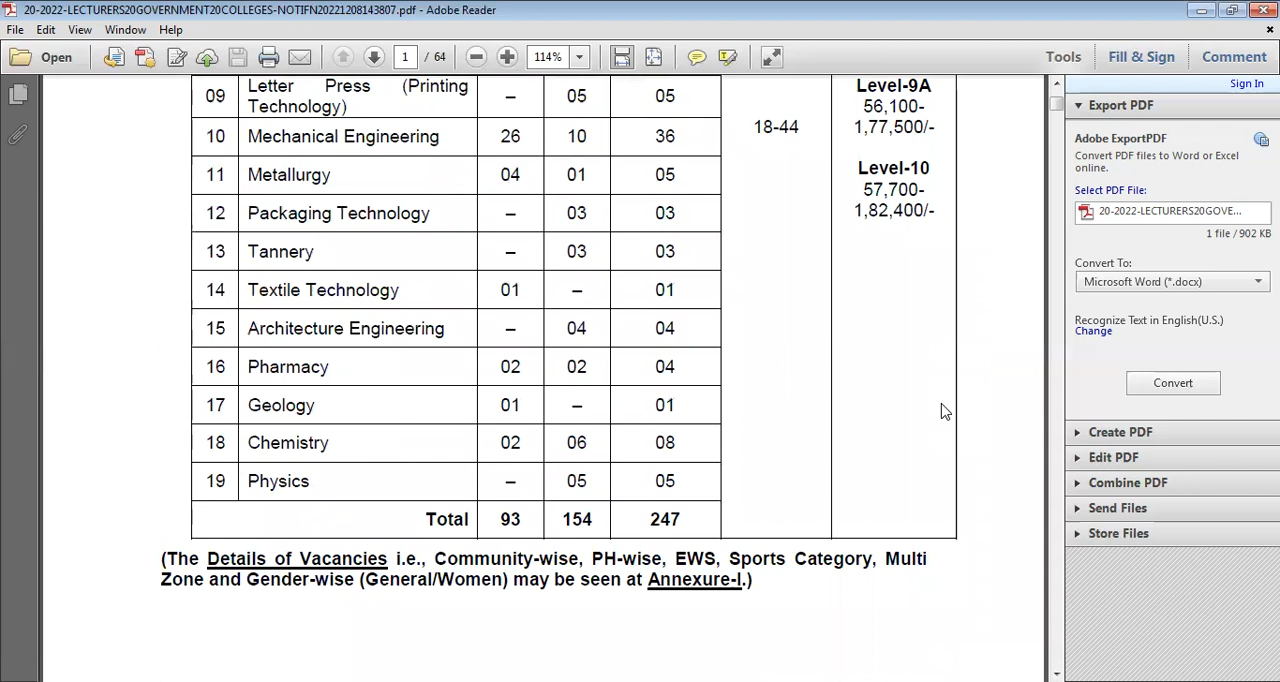 20-2022-LECTURERS20GOVERNMENT20COLLEGES-NOTIFN20221208143807.pdf - Adobe Reader
File Edit View Window Help
Open 1 / 64 114% Tools Fill & Sign Comment
Sign In
09 Letter Press (Printing Technology) – 05 05
10 Mechanical Engineering 26 10 36
11 Metallurgy 04 01 05
12 Packaging Technology – 03 03
13 Tannery – 03 03
14 Textile Technology 01 – 01
15 Architecture Engineering – 04 04
16 Pharmacy 02 02 04
17 Geology 01 – 01
18 Chemistry 02 06 08
19 Physics – 05 05
Total 93 154 247
18-44
Level-9A
56,100-
1,77,500/-
Level-10
57,700-
1,82,400/-
(The Details of Vacancies i.e., Community-wise, PH-wise, EWS, Sports Category, Multi
Zone and Gender-wise (General/Women) may be seen at Annexure-I.)
Export PDF
Adobe ExportPDF
Convert PDF files to Word or Excel
online.
Select PDF File:
20-2022-LECTURERS20GOVE...
1 file / 902 KB
Convert To:
Microsoft Word (*.docx)
Recognize Text in English(U.S.)
Change
Convert
Create PDF
Edit PDF
Combine PDF
Send Files
Store Files